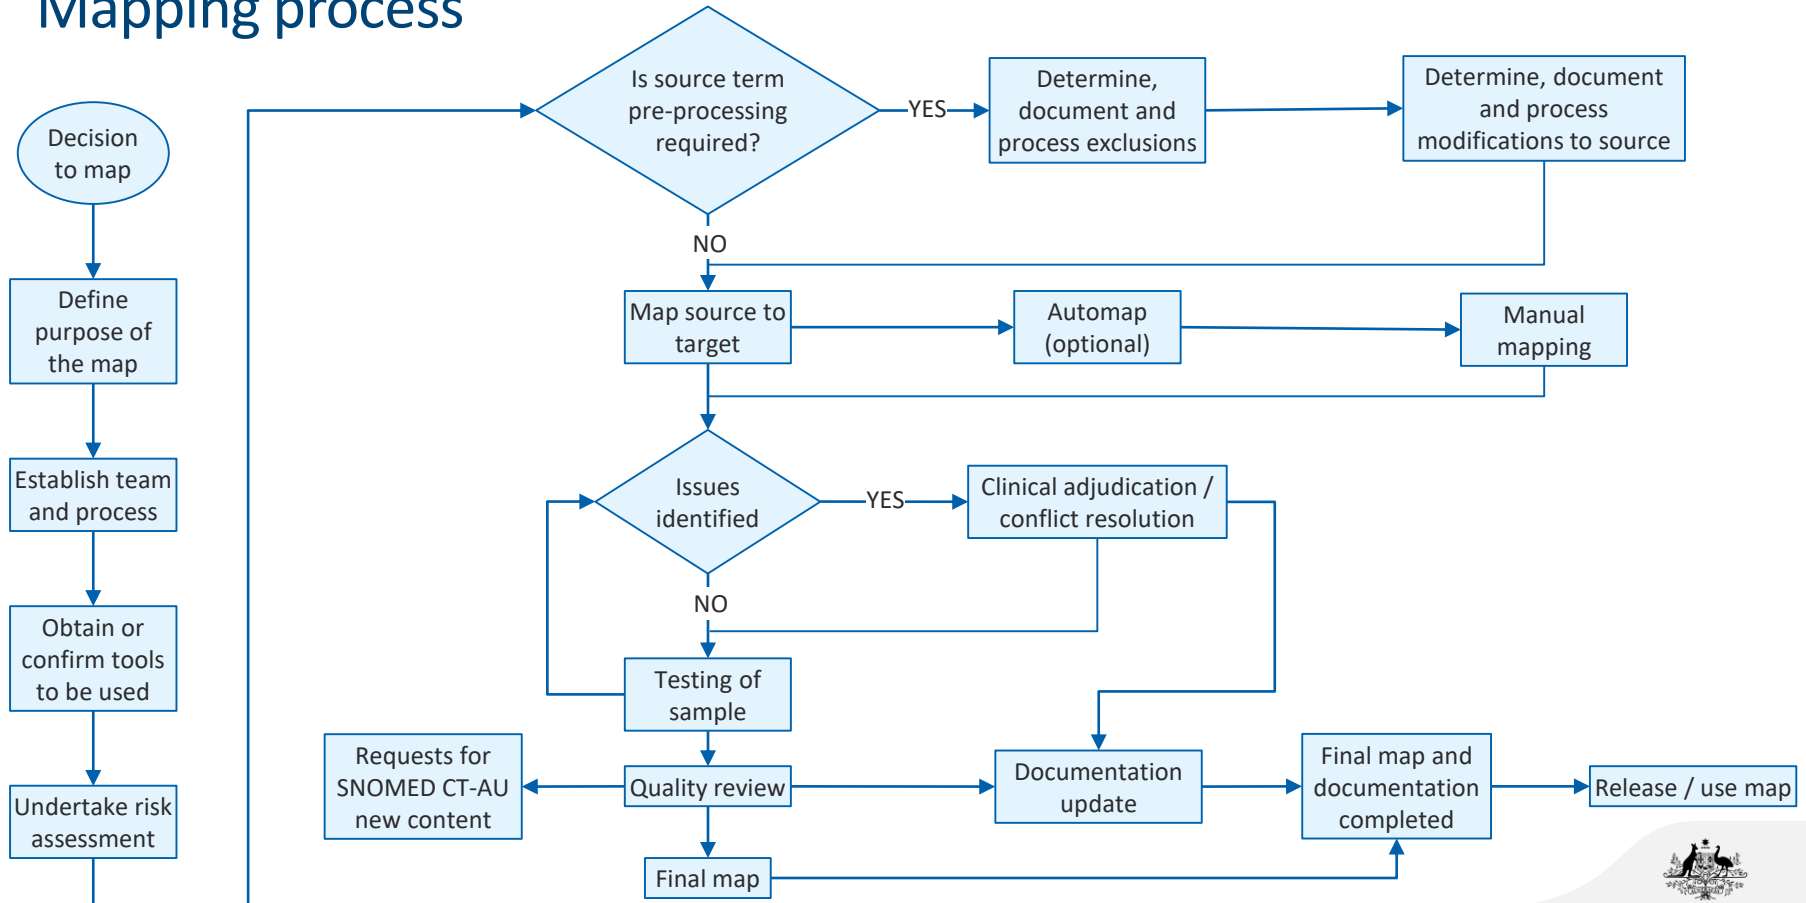 Mapping process
Decision
to map
Define
purpose of
the map
Establish team
and process
Obtain or
confirm tools
to be used
Undertake risk
assessment
Is source term
pre-processing
required?
YES
Determine,
document and
process exclusions
Determine, document
and process
modifications to source
NO
Map source to
target
Automap
(optional)
Manual
mapping
Issues
identified
YES
Clinical adjudication /
conflict resolution
NO
Testing of
sample
Requests for
SNOMED CT-AU
new content
Quality review
Documentation
update
Final map and
documentation
completed
Release / use map
Final map